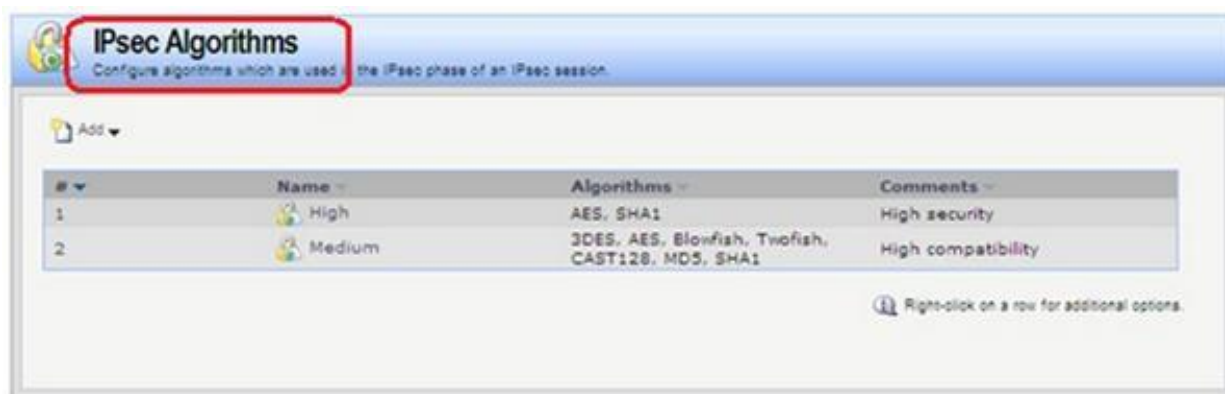 IPsec Algorithms
Configure algorithms which are used in the IPsec phase of an IPsec session.
Add
# Name Algorithms Comments
1 High AES, SHA1 High security
2 Medium 3DES, AES, Blowfish, Twofish, CAST128, MD5, SHA1 High compatibility
Right-click on a row for additional options.